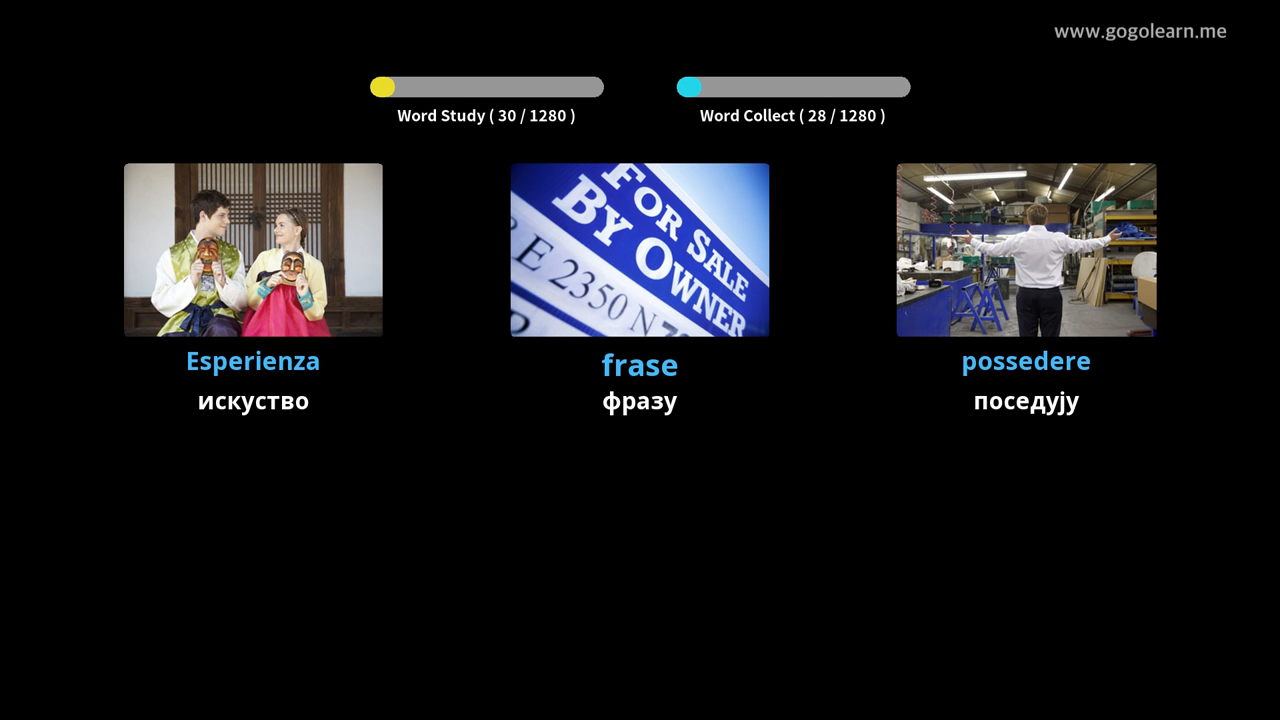 www.gogolearn.me
Word Study ( 30 / 1280 )
Word Collect ( 28 / 1280 )
FOR SALE
BY OWNER
E 2350 N
Esperienza
frase
possedere
искуство
фразу
поседују